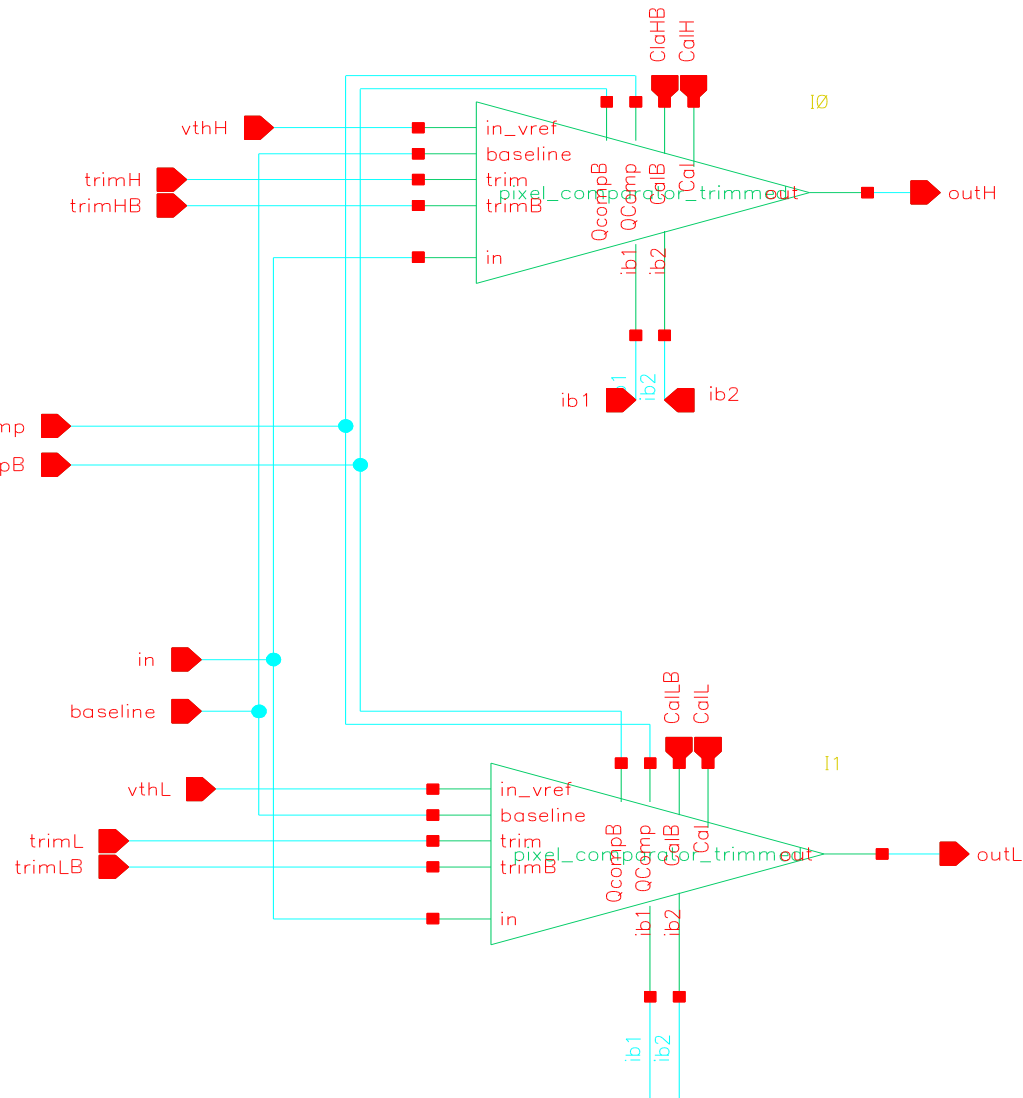 ClaHB
CalH
I0
vthH
in_vref
baseline
trimH
trim
trimHB
trimB
in
pixel_comparator_trimmed
out
outH
QcompB
QComp
CalB
Cal
ib1
ib2
ib1
ib2
ib1
ib2
mp
pB
in
baseline
CalLB
CalL
I1
vthL
in_vref
baseline
trimL
trim
trimLB
trimB
in
pixel_comparator_trimmed
out
outL
QcompB
QComp
CalB
Cal
ib1
ib2
ib1
ib2